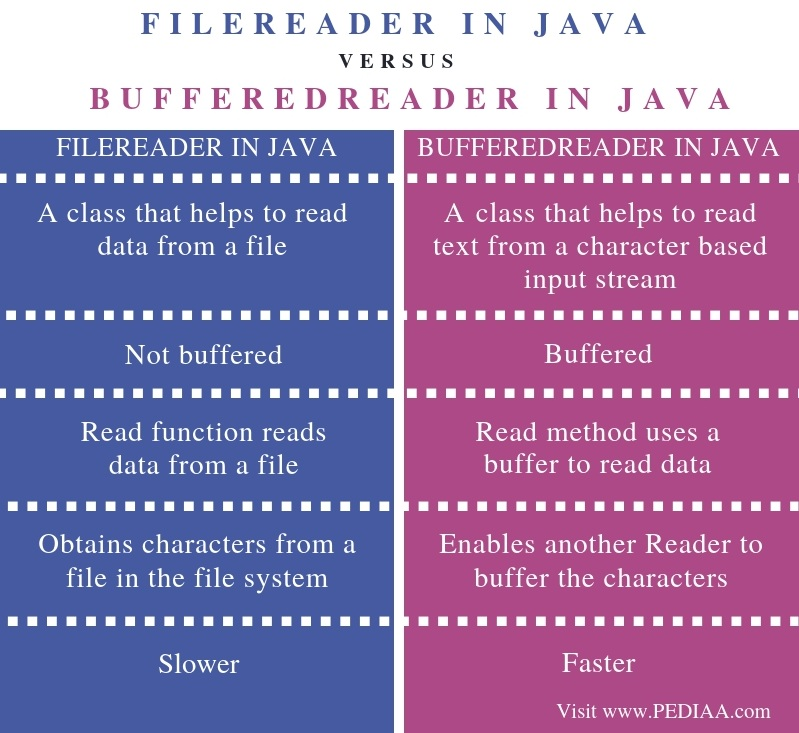 FILEREADER IN JAVA
VERSUS
BUFFEREDREADER IN JAVA
FILEREADER IN JAVA
A class that helps to read
data from a file
Not buffered
Read function reads
data from a file
Obtains characters from a
file in the file system
Slower
BUFFEREDREADER IN JAVA
A class that helps to read
text from a character based
input stream
Buffered
Read method uses a
buffer to read data
Enables another Reader to
buffer the characters
Faster
Visit www.PEDIAA.com